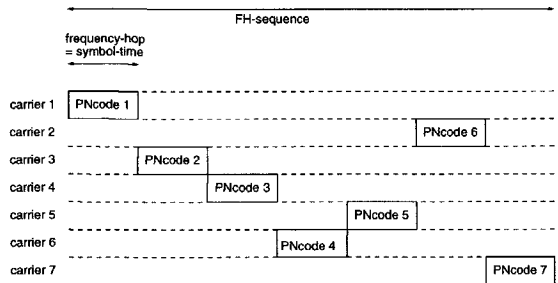 FH-sequence
frequency-hop
= symbol-time
carrier 1 PNcode 1
carrier 2 PNcode 6
carrier 3 PNcode 2
carrier 4 PNcode 3
carrier 5 PNcode 5
carrier 6 PNcode 4
carrier 7 PNcode 7